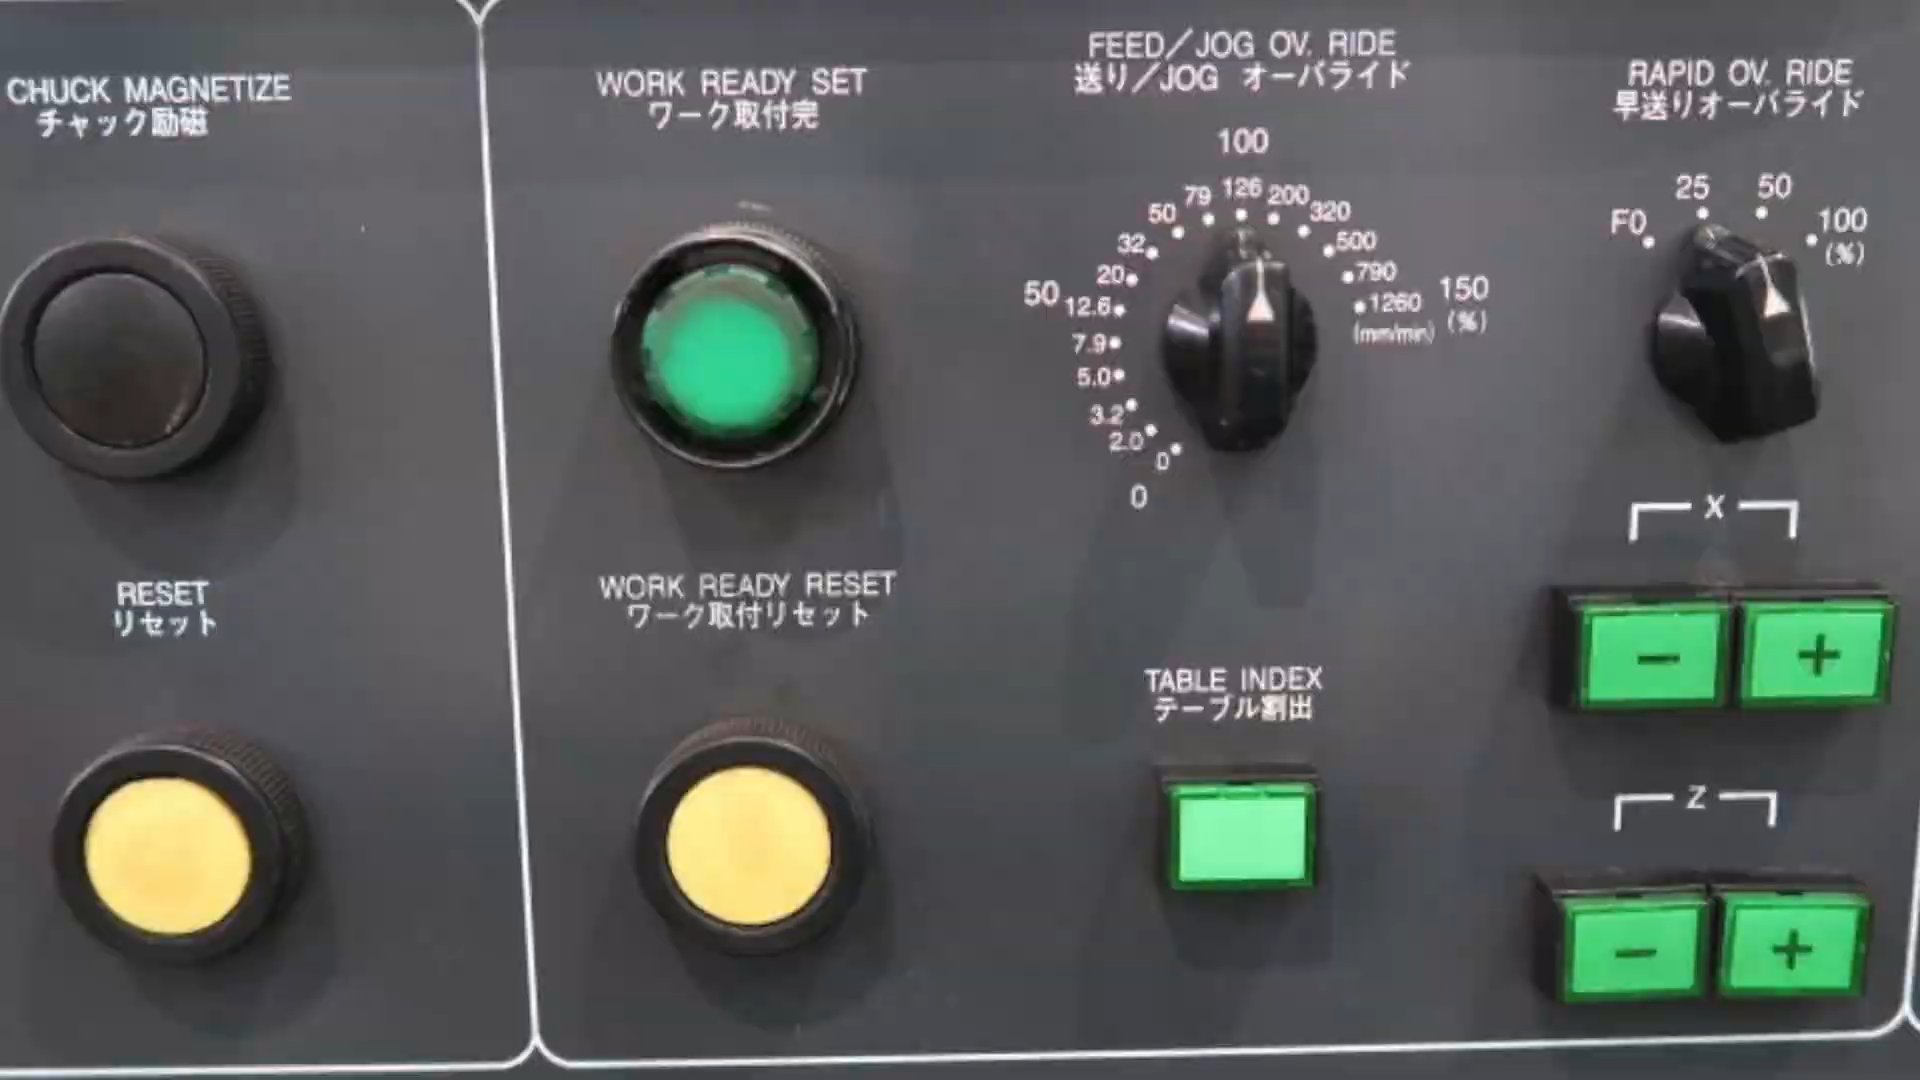 CHUCK MAGNETIZE
チャック励磁
RESET
リセット
WORK READY SET
ワーク取付完
WORK READY RESET
ワーク取付リセット
FEED/JOG OV. RIDE
送り/JOG オーバライド
100
126
79
200
50
320
32
500
20
790
50
12.6
1260
150
(mm/min)
(%)
7.9
5.0
3.2
2.0
0
0
TABLE INDEX
テーブル割出
RAPID OV. RIDE
早送りオーバライド
25
50
F0
100
(%)
X
−
+
Z
−
+